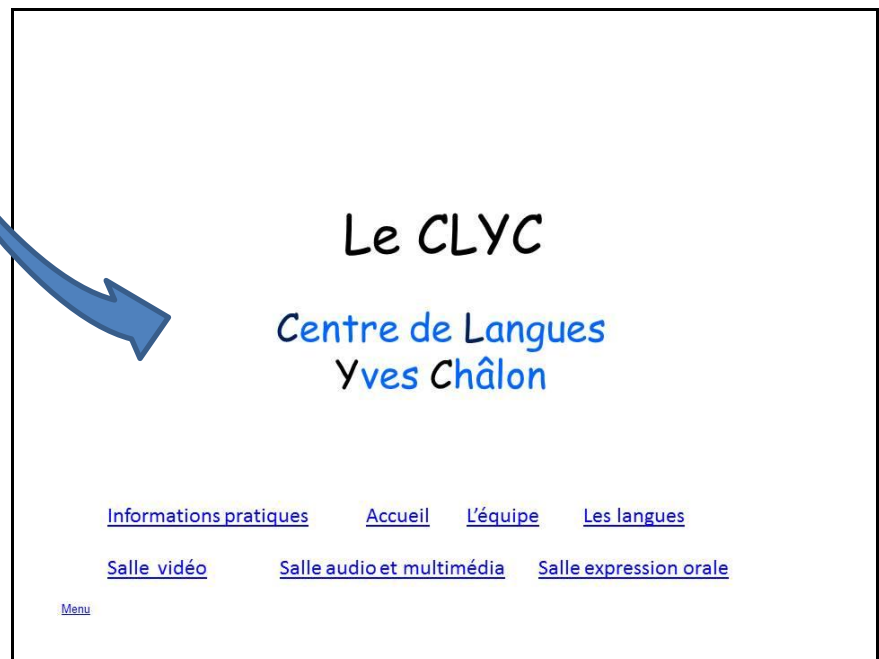 Le CLYC
Centre de Langues
Yves Châlon
Informations pratiques Accueil L'équipe Les langues
Salle vidéo Salle audio et multimédia Salle expression orale
Menu